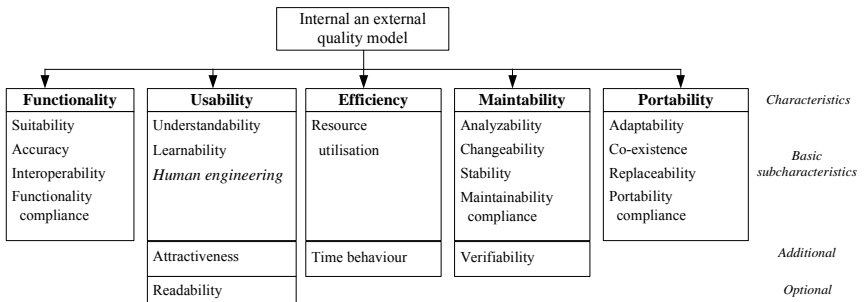 Internal an external
quality model
Functionality
Suitability
Accuracy
Interoperability
Functionality
compliance
Usability
Understandability
Learnability
Human engineering
Attractiveness
Readability
Efficiency
Resource
utilisation
Time behaviour
Maintability
Analyzability
Changeability
Stability
Maintainability
compliance
Verifiability
Portability
Adaptability
Co-existence
Replaceability
Portability
compliance
Characteristics
Basic
subcharacteristics
Additional
Optional